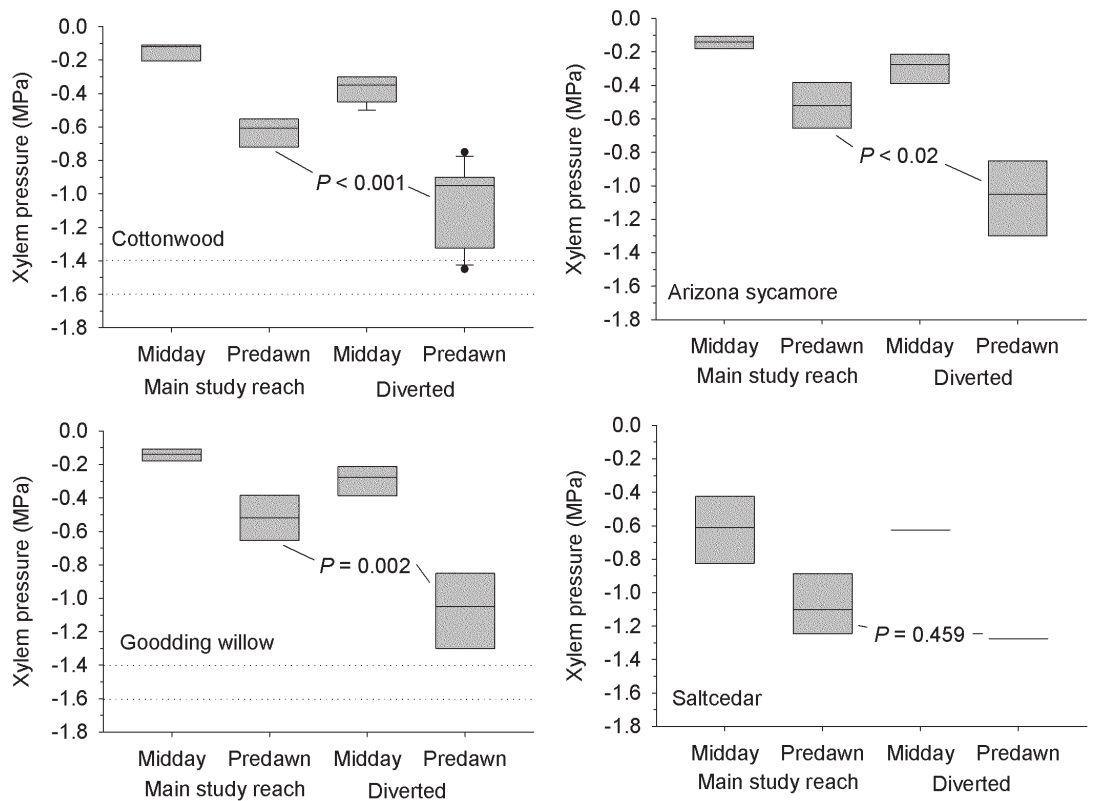 0.0
-0.2
-0.4
-0.6
-0.8
-1.0
-1.2
-1.4
-1.6
-1.8
Xylem pressure (MPa)
P < 0.001
Cottonwood
Midday Predawn Midday Predawn
Main study reach Diverted
0.0
-0.2
-0.4
-0.6
-0.8
-1.0
-1.2
-1.4
-1.6
-1.8
Xylem pressure (MPa)
P < 0.02
Arizona sycamore
Midday Predawn Midday Predawn
Main study reach Diverted
0.0
-0.2
-0.4
-0.6
-0.8
-1.0
-1.2
-1.4
-1.6
-1.8
Xylem pressure (MPa)
P = 0.002
Goodding willow
Midday Predawn Midday Predawn
Main study reach Diverted
0.0
-0.2
-0.4
-0.6
-0.8
-1.0
-1.2
-1.4
-1.6
-1.8
Xylem pressure (MPa)
P = 0.459
Saltcedar
Midday Predawn Midday Predawn
Main study reach Diverted